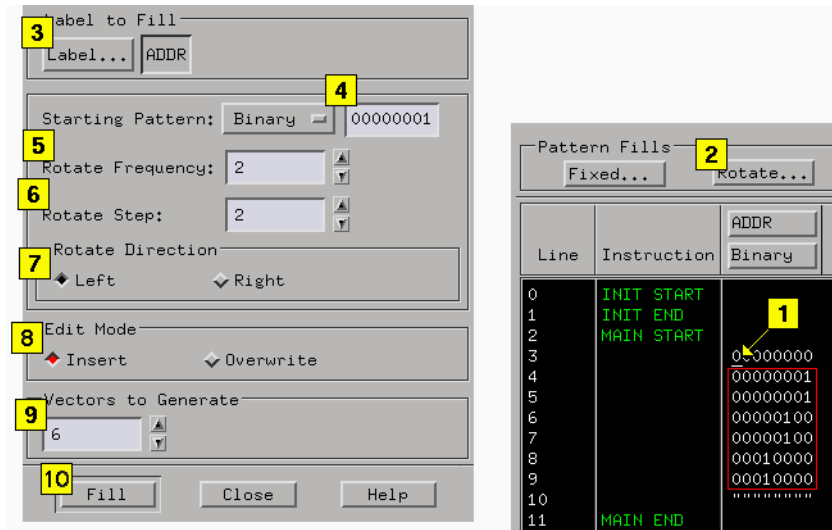 3
Label to Fill
Label... ADDR
4
Starting Pattern: Binary 00000001
5
Rotate Frequency: 2
6
Rotate Step: 2
7
Rotate Direction
Left Right
8
Edit Mode
Insert Overwrite
9
Vectors to Generate
6
10
Fill Close Help
Pattern Fills
2
Fixed... Rotate...
ADDR
Line Instruction Binary
0 INIT START
1 INIT END
1
2 MAIN START
3 00000000
4 00000001
5 00000001
6 00000100
7 00000100
8 00010000
9 00010000
10 """"""""
11 MAIN END